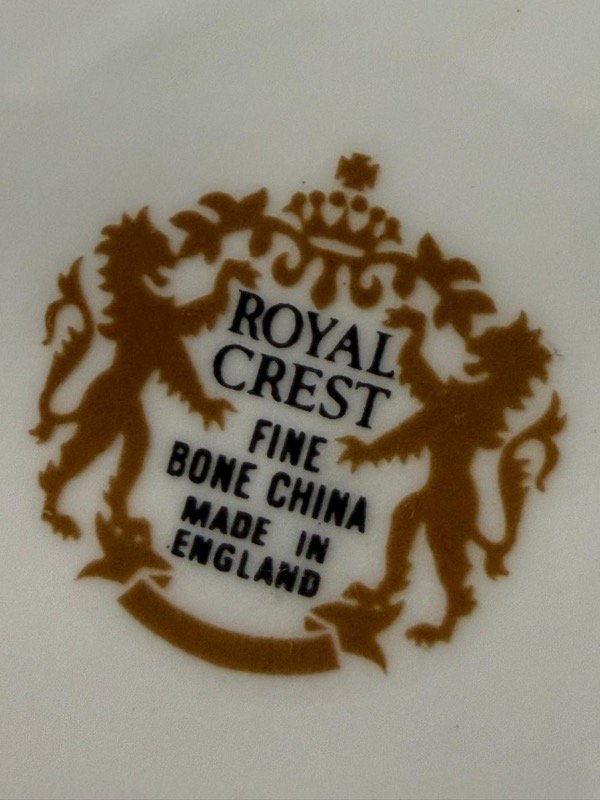 ROYAL
CREST
FINE
BONE CHINA
MADE IN
ENGLAND